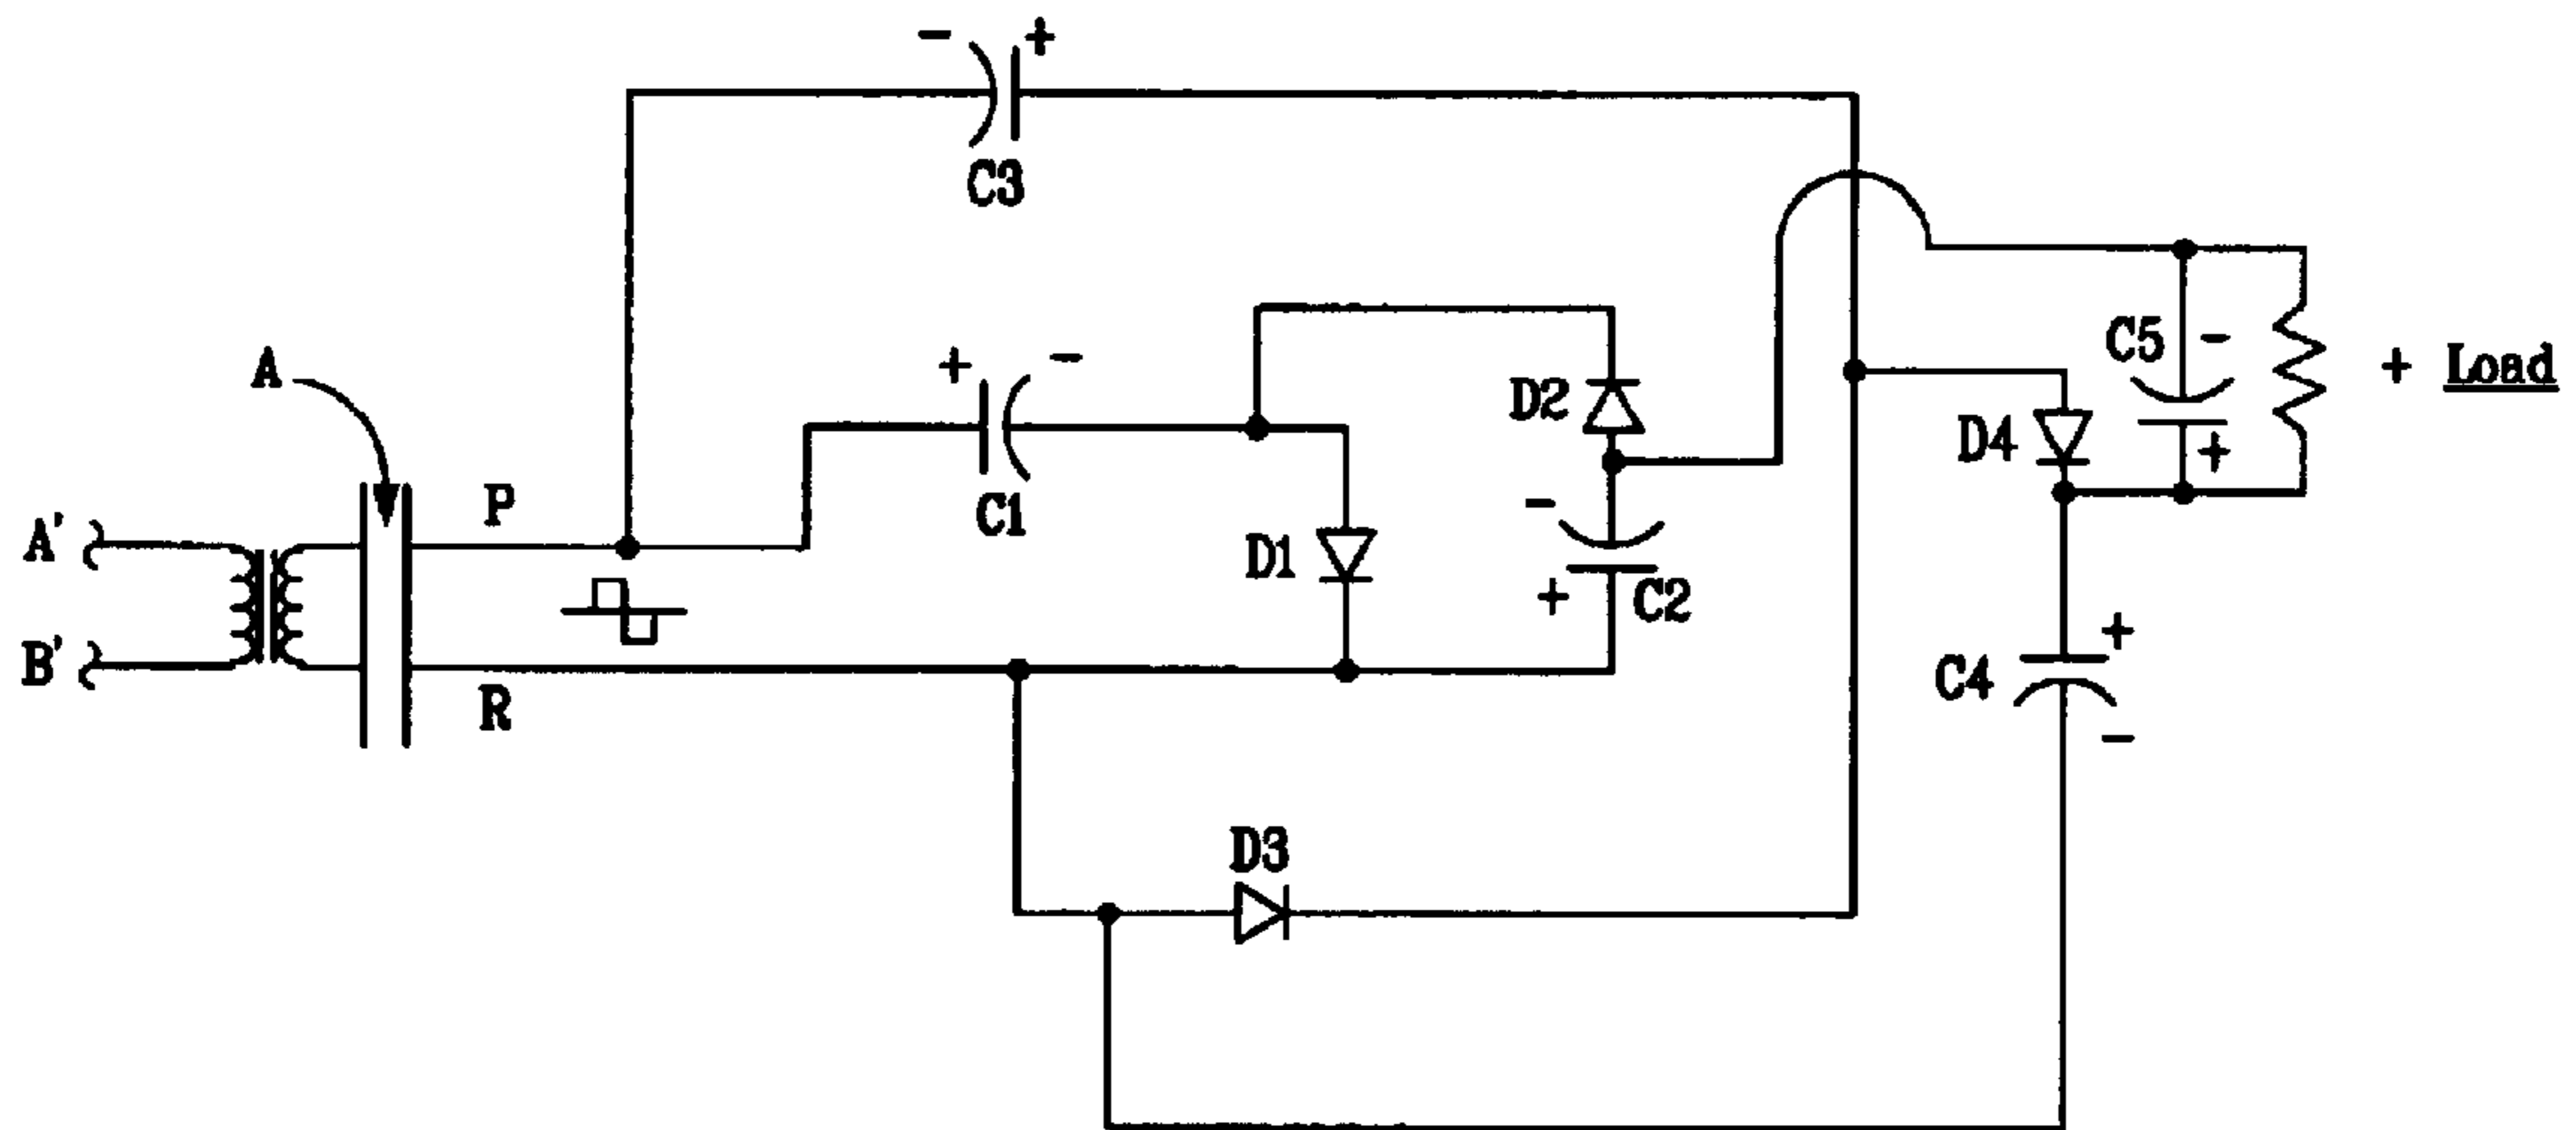 - +
C3
A
+ -
C1
D2
C5 -
+ Load
D4
+
A'
P
D1
-
+ C2
B'
R
+
C4
-
D3